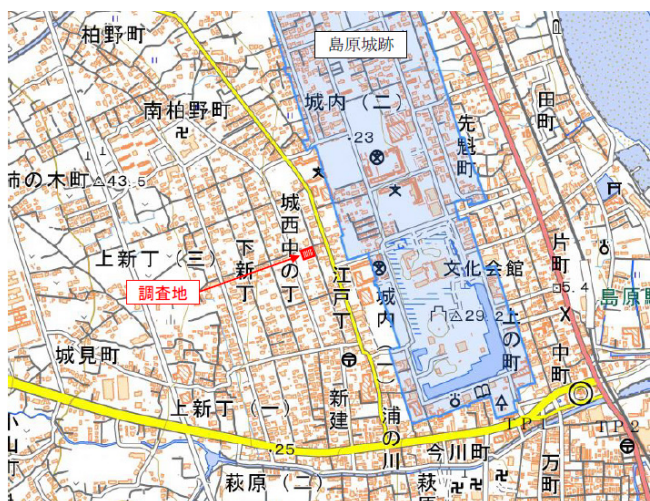 柏野町
島原城跡
城内(二)
田町
南柏野町
・23
先魁町
の木町
43.5
城西中の丁
上新丁(三)
下新丁
江戸丁
文化会館
片町
5.4
調査地
城内(一)
29.2
上の町
城見町
中町
新建
上新丁(一)
浦の川
TP1
TP2
・25
今川町
万町
萩原(二)